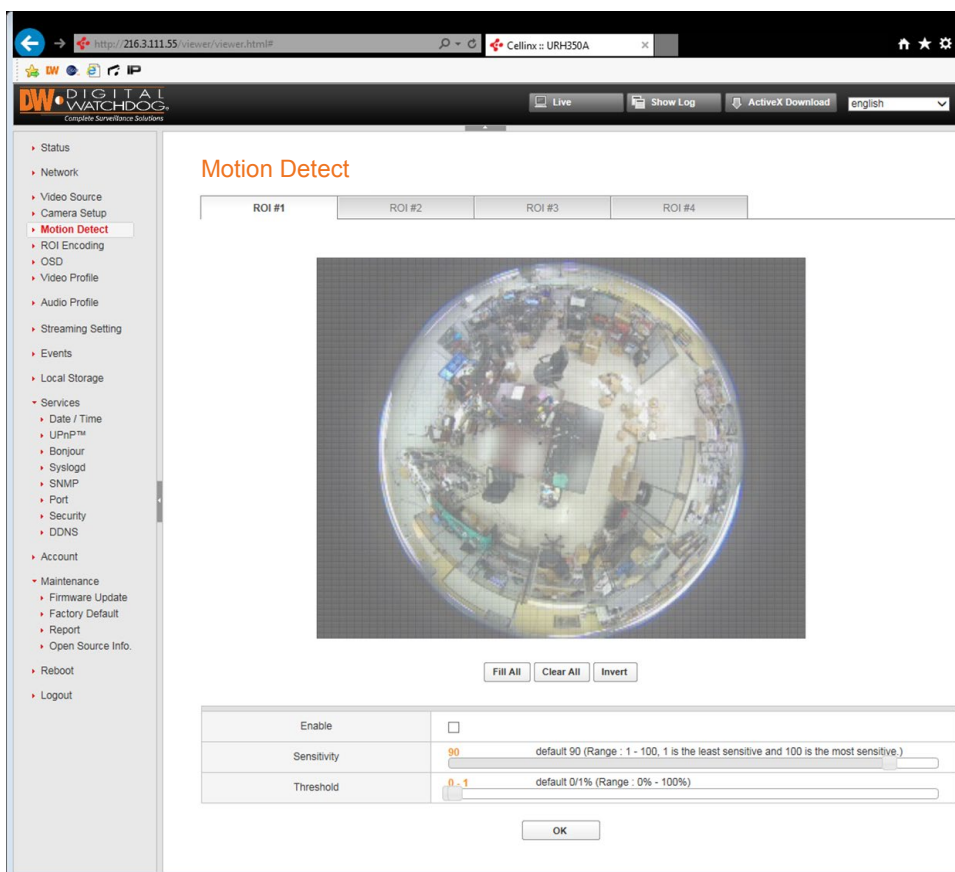 http://216.3.111.55/viewer/viewer.html#
Cellinx :: URH350A
DW
IP
DW DIGITAL
WATCHDOG®
Complete Surveillance Solutions
Live
Show Log
ActiveX Download
english
Status
Network
Video Source
Camera Setup
Motion Detect
ROI Encoding
OSD
Video Profile
Audio Profile
Streaming Setting
Events
Local Storage
Services
Date / Time
UPnP™
Bonjour
Syslogd
SNMP
Port
Security
DDNS
Account
Maintenance
Firmware Update
Factory Default
Report
Open Source Info.
Reboot
Logout
Motion Detect
ROI #1 ROI #2 ROI #3 ROI #4
Fill All Clear All Invert
Enable
Sensitivity
90 default 90 (Range : 1 - 100, 1 is the least sensitive and 100 is the most sensitive.)
Threshold
0 - 1 default 0/1% (Range : 0% - 100%)
OK